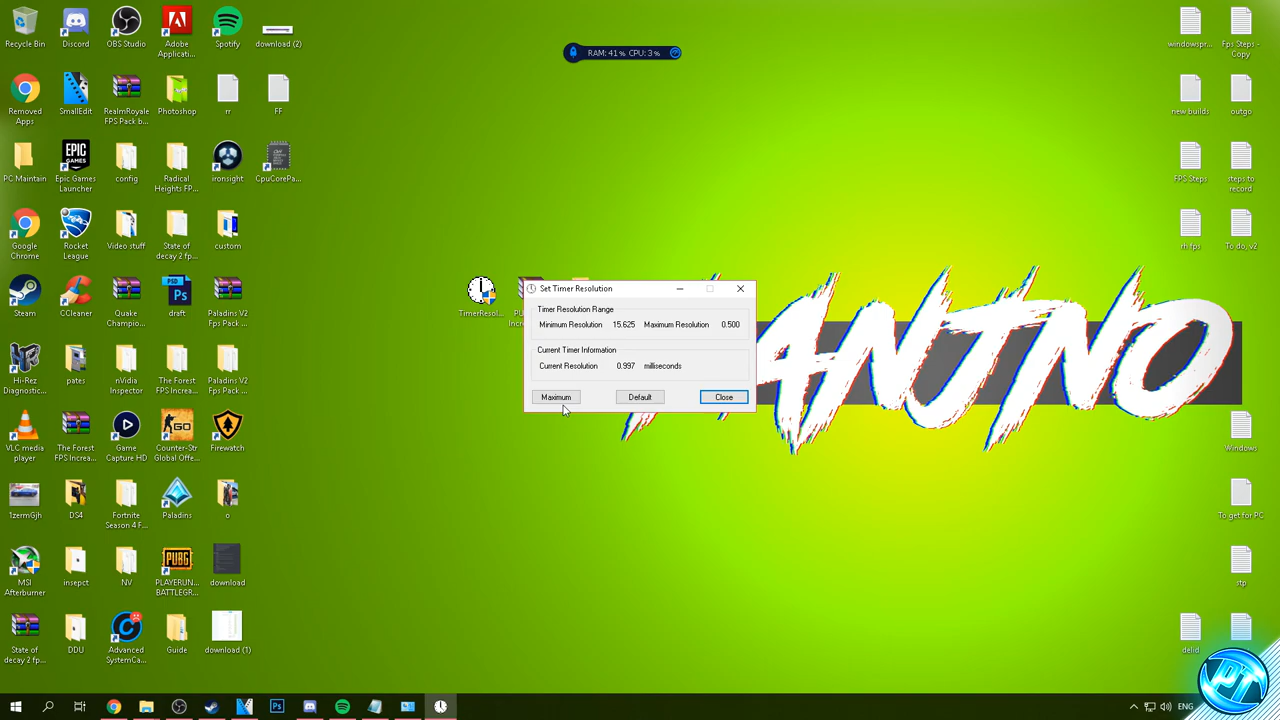 Recycle Bin
Discord
OBS Studio
Adobe
Applicati...
Spotify
download (2)
RAM: 41% CPU: 3%
windowspr...
Fps Steps -
Copy
Removed
Apps
SmallEdit
RealmRoyale
FPS Pack b...
Photoshop
rr
FF
new builds
outgo
PC Maintain
Epic Games
Launcher
config
Radical
Heights FP...
ironsight
CpuCorePa...
FPS Steps
steps to
record
Google
Chrome
Rocket
League
Video stuff
State of
decay 2 fp...
custom
rh fps
To do, v2
Steam
CCleaner
Quake
Champio...
draft
Paladins V2
Fps Pack ...
TimerResol...
Set Timer Resolution
Timer Resolution Range
Minimum Resolution 15.625 Maximum Resolution 0.500
Current Timer Information
Current Resolution 0.997 milliseconds
Maximum
Default
Close
Hi-Rez
Diagnostic...
pates
nVidia
Inspector
The Forest
FPS Increa...
Paladins V2
Fps Pack ...
VLC media
player
The Forest
FPS Increa...
Game
Capture HD
Counter-Str
Global Offe...
Firewatch
Windows
1zermGjh
DS4
Fortnite
Season 4 F...
Paladins
o
To get for PC
MSI
Afterburner
insepct
NV
PLAYERUN...
BATTLEGR...
download
stp
State of
decay 2 fp...
DDU
Advanced
SystemCa...
Guide
download (1)
delid
PT
ENG